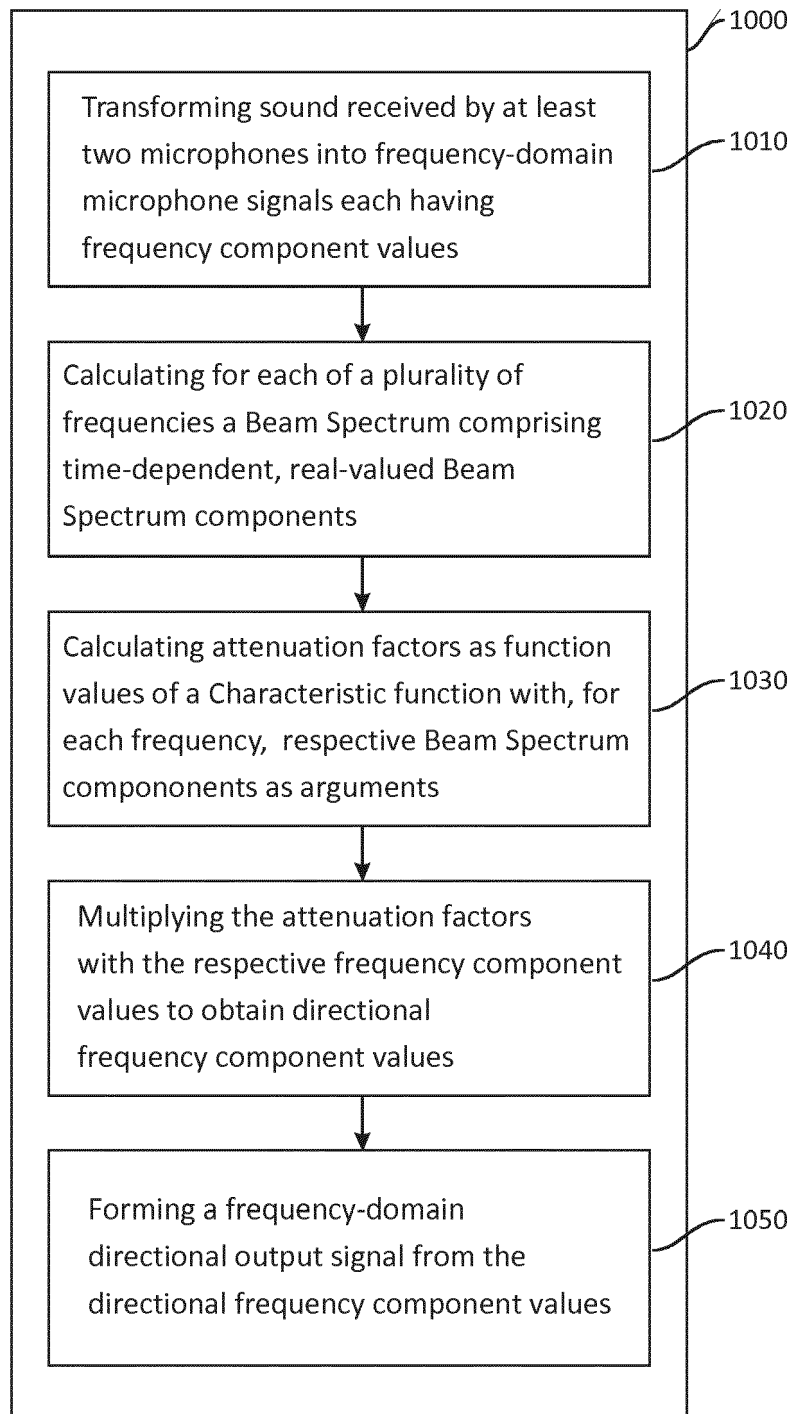 1000
Transforming sound received by at least
two microphones into frequency-domain
microphone signals each having
frequency component values
1010
Calculating for each of a plurality of
frequencies a Beam Spectrum comprising
time-dependent, real-valued Beam
Spectrum components
1020
Calculating attenuation factors as function
values of a Characteristic function with, for
each frequency, respective Beam Spectrum
compononents as arguments
1030
Multiplying the attenuation factors
with the respective frequency component
values to obtain directional
frequency component values
1040
Forming a frequency-domain
directional output signal from the
directional frequency component values
1050